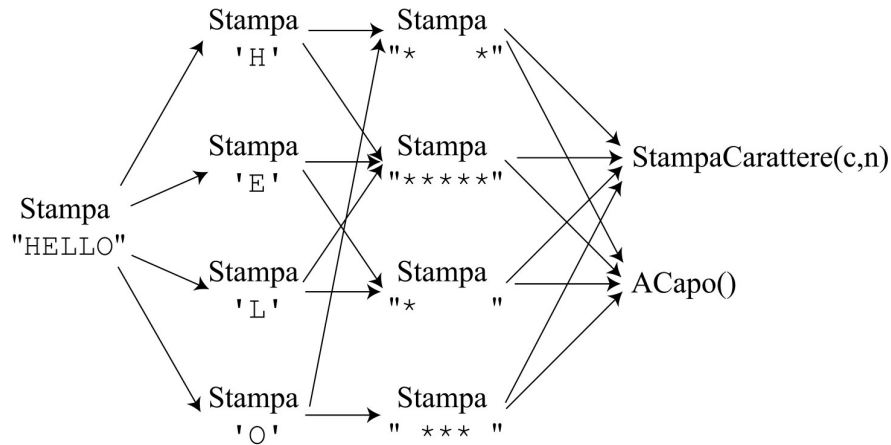 Stampa
"HELLO"
Stampa
'H'
Stampa
'E'
Stampa
'L'
Stampa
'O'
Stampa
"*   *"
Stampa
"*****"
Stampa
"*    "
Stampa
" *** "
StampaCarattere(c,n)
ACapo()